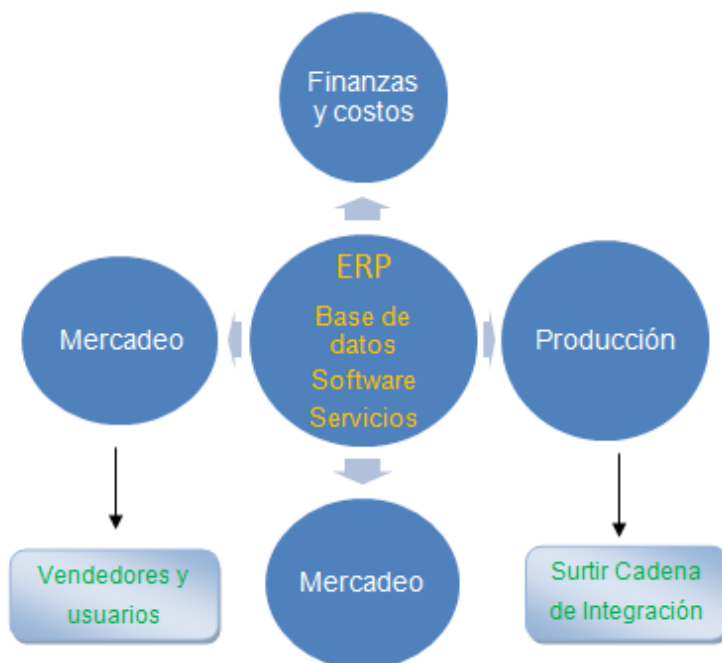 Finanzas
y costos
ERP
Base de
datos
Software
Servicios
Mercadeo
Producción
Mercadeo
Vendedores y
usuarios
Surtir Cadena
de Integración